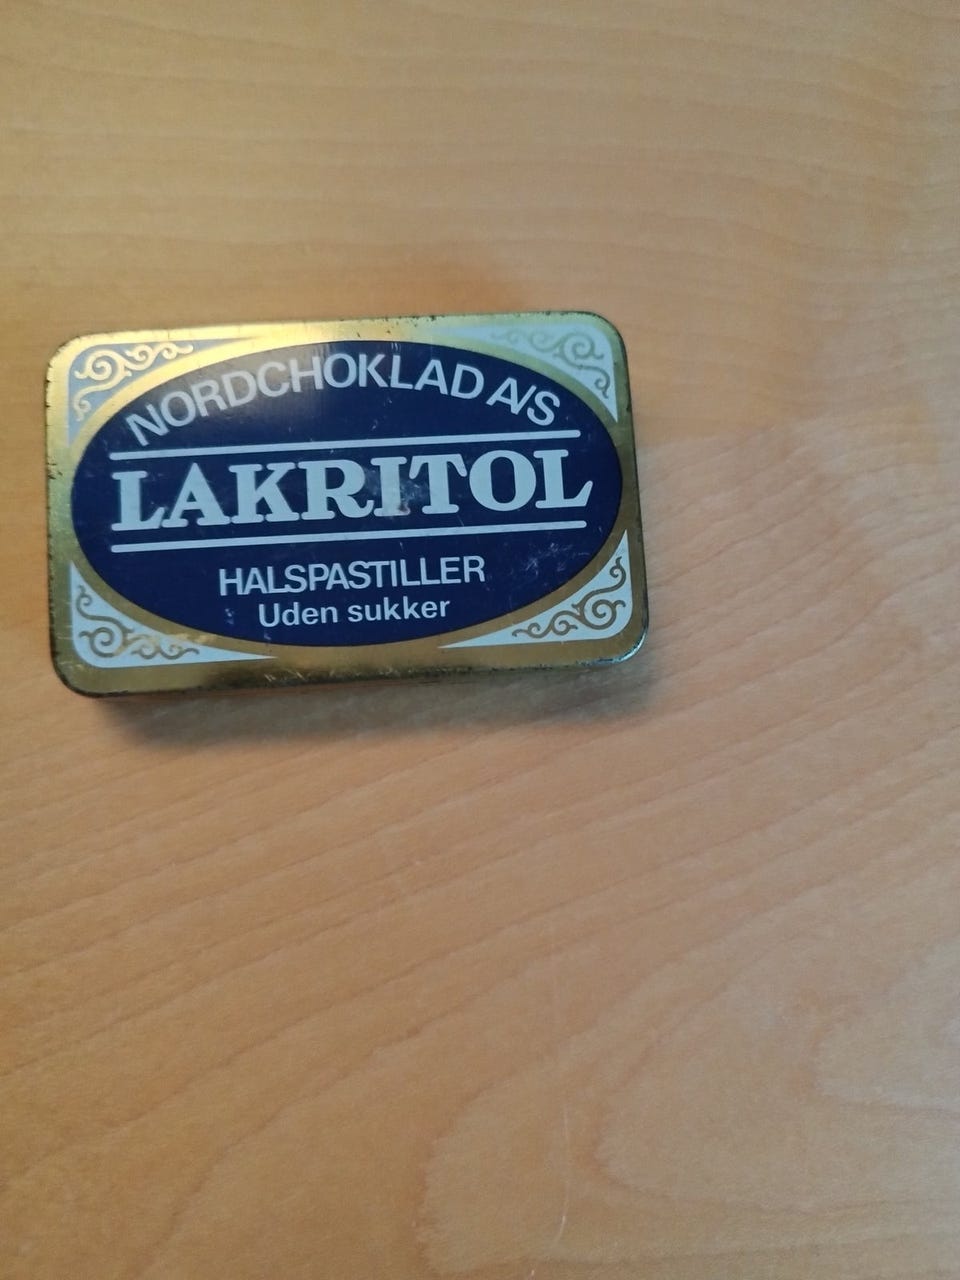 NORDCHOKLAD A/S
LAKRITOL
HALSPASTILLER
Uden sukker